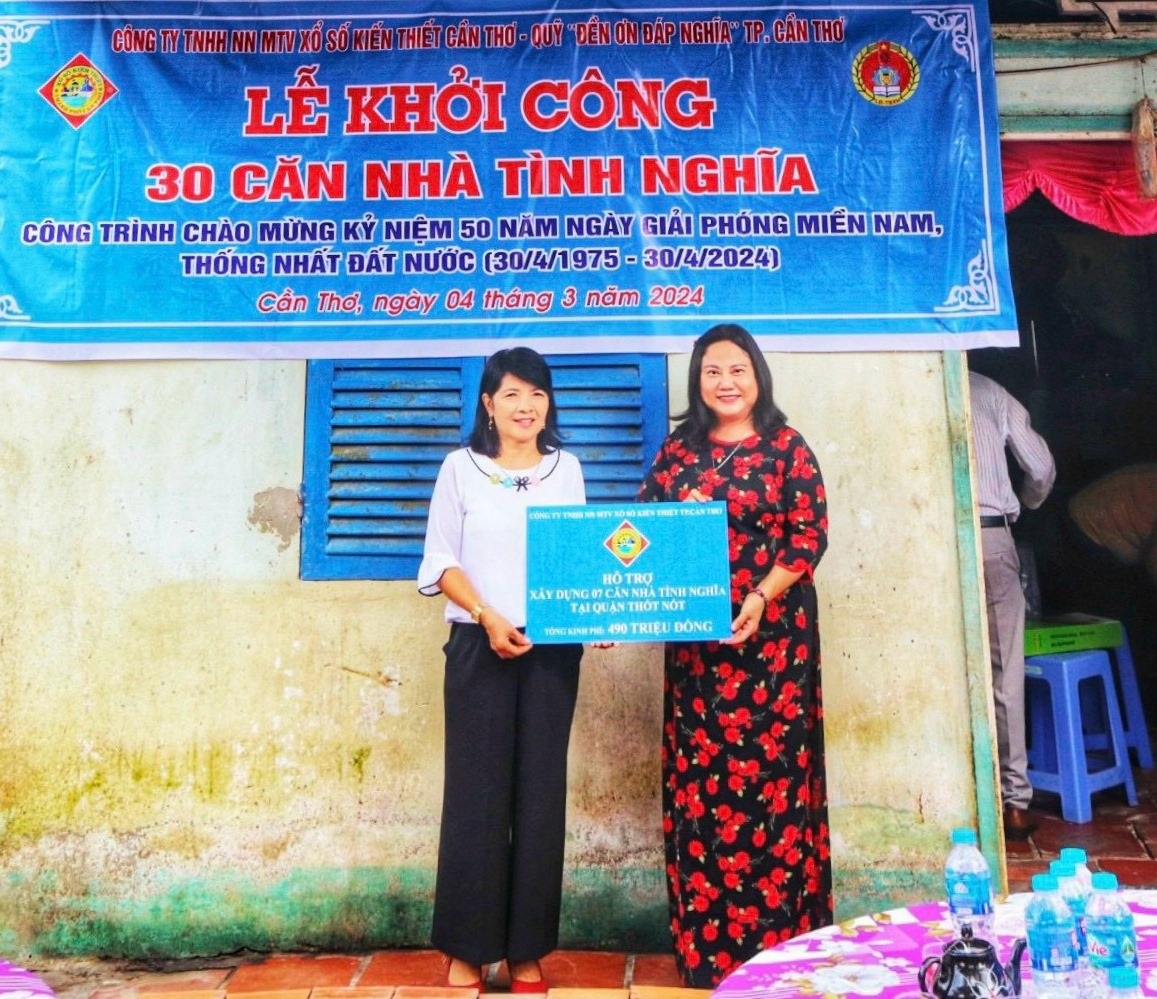 CÔNG TY TNHH NN MTV XỔ SỐ KIẾN THIẾT CẦN THƠ - QUỸ "ĐỀN ƠN ĐÁP NGHĨA" TP. CẦN THƠ
LỄ KHỞI CÔNG
30 CĂN NHÀ TÌNH NGHĨA
CÔNG TRÌNH CHÀO MỪNG KỶ NIỆM 50 NĂM NGÀY GIẢI PHÓNG MIỀN NAM,
THỐNG NHẤT ĐẤT NƯỚC (30/4/1975 - 30/4/2024)
Cần Thơ, ngày 04 tháng 3 năm 2024
CÔNG TY TNHH NN MTV XỔ SỐ KIẾN THIẾT TP.CẦN THƠ
HỖ TRỢ
XÂY DỰNG 07 CĂN NHÀ TÌNH NGHĨA
TẠI QUẬN THỐT NỐT
TỔNG KINH PHÍ: 490 TRIỆU ĐỒNG
Vie